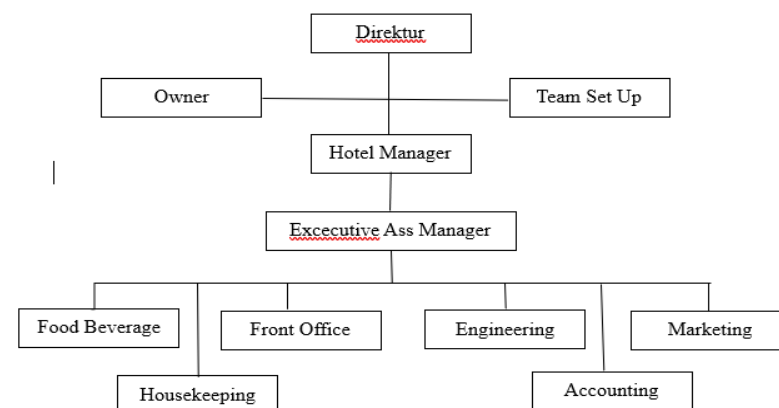 Direktur
Owner
Team Set Up
Hotel Manager
Excecutive Ass Manager
Food Beverage
Front Office
Engineering
Marketing
Housekeeping
Accounting